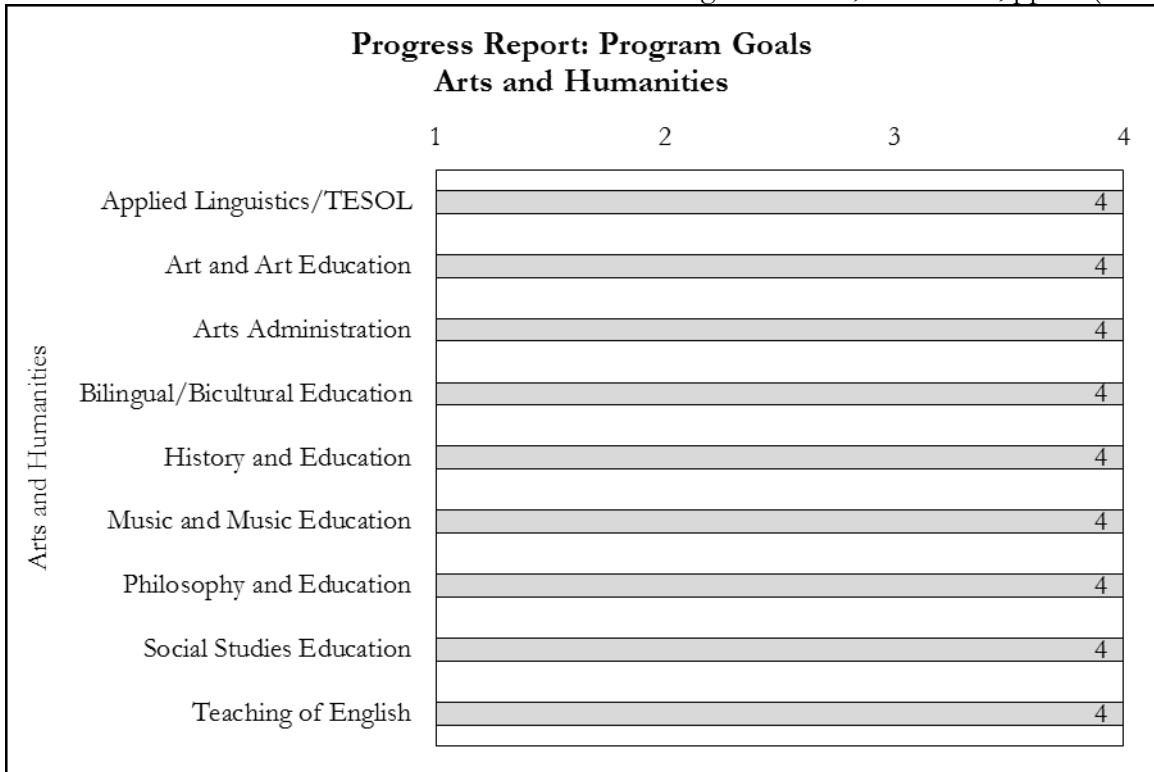 Progress Report: Program Goals
Arts and Humanities
1 2 3 4
Applied Linguistics/TESOL 4
Art and Art Education 4
Arts Administration 4
Bilingual/Bicultural Education 4
History and Education 4
Music and Music Education 4
Philosophy and Education 4
Social Studies Education 4
Teaching of English 4
Arts and Humanities